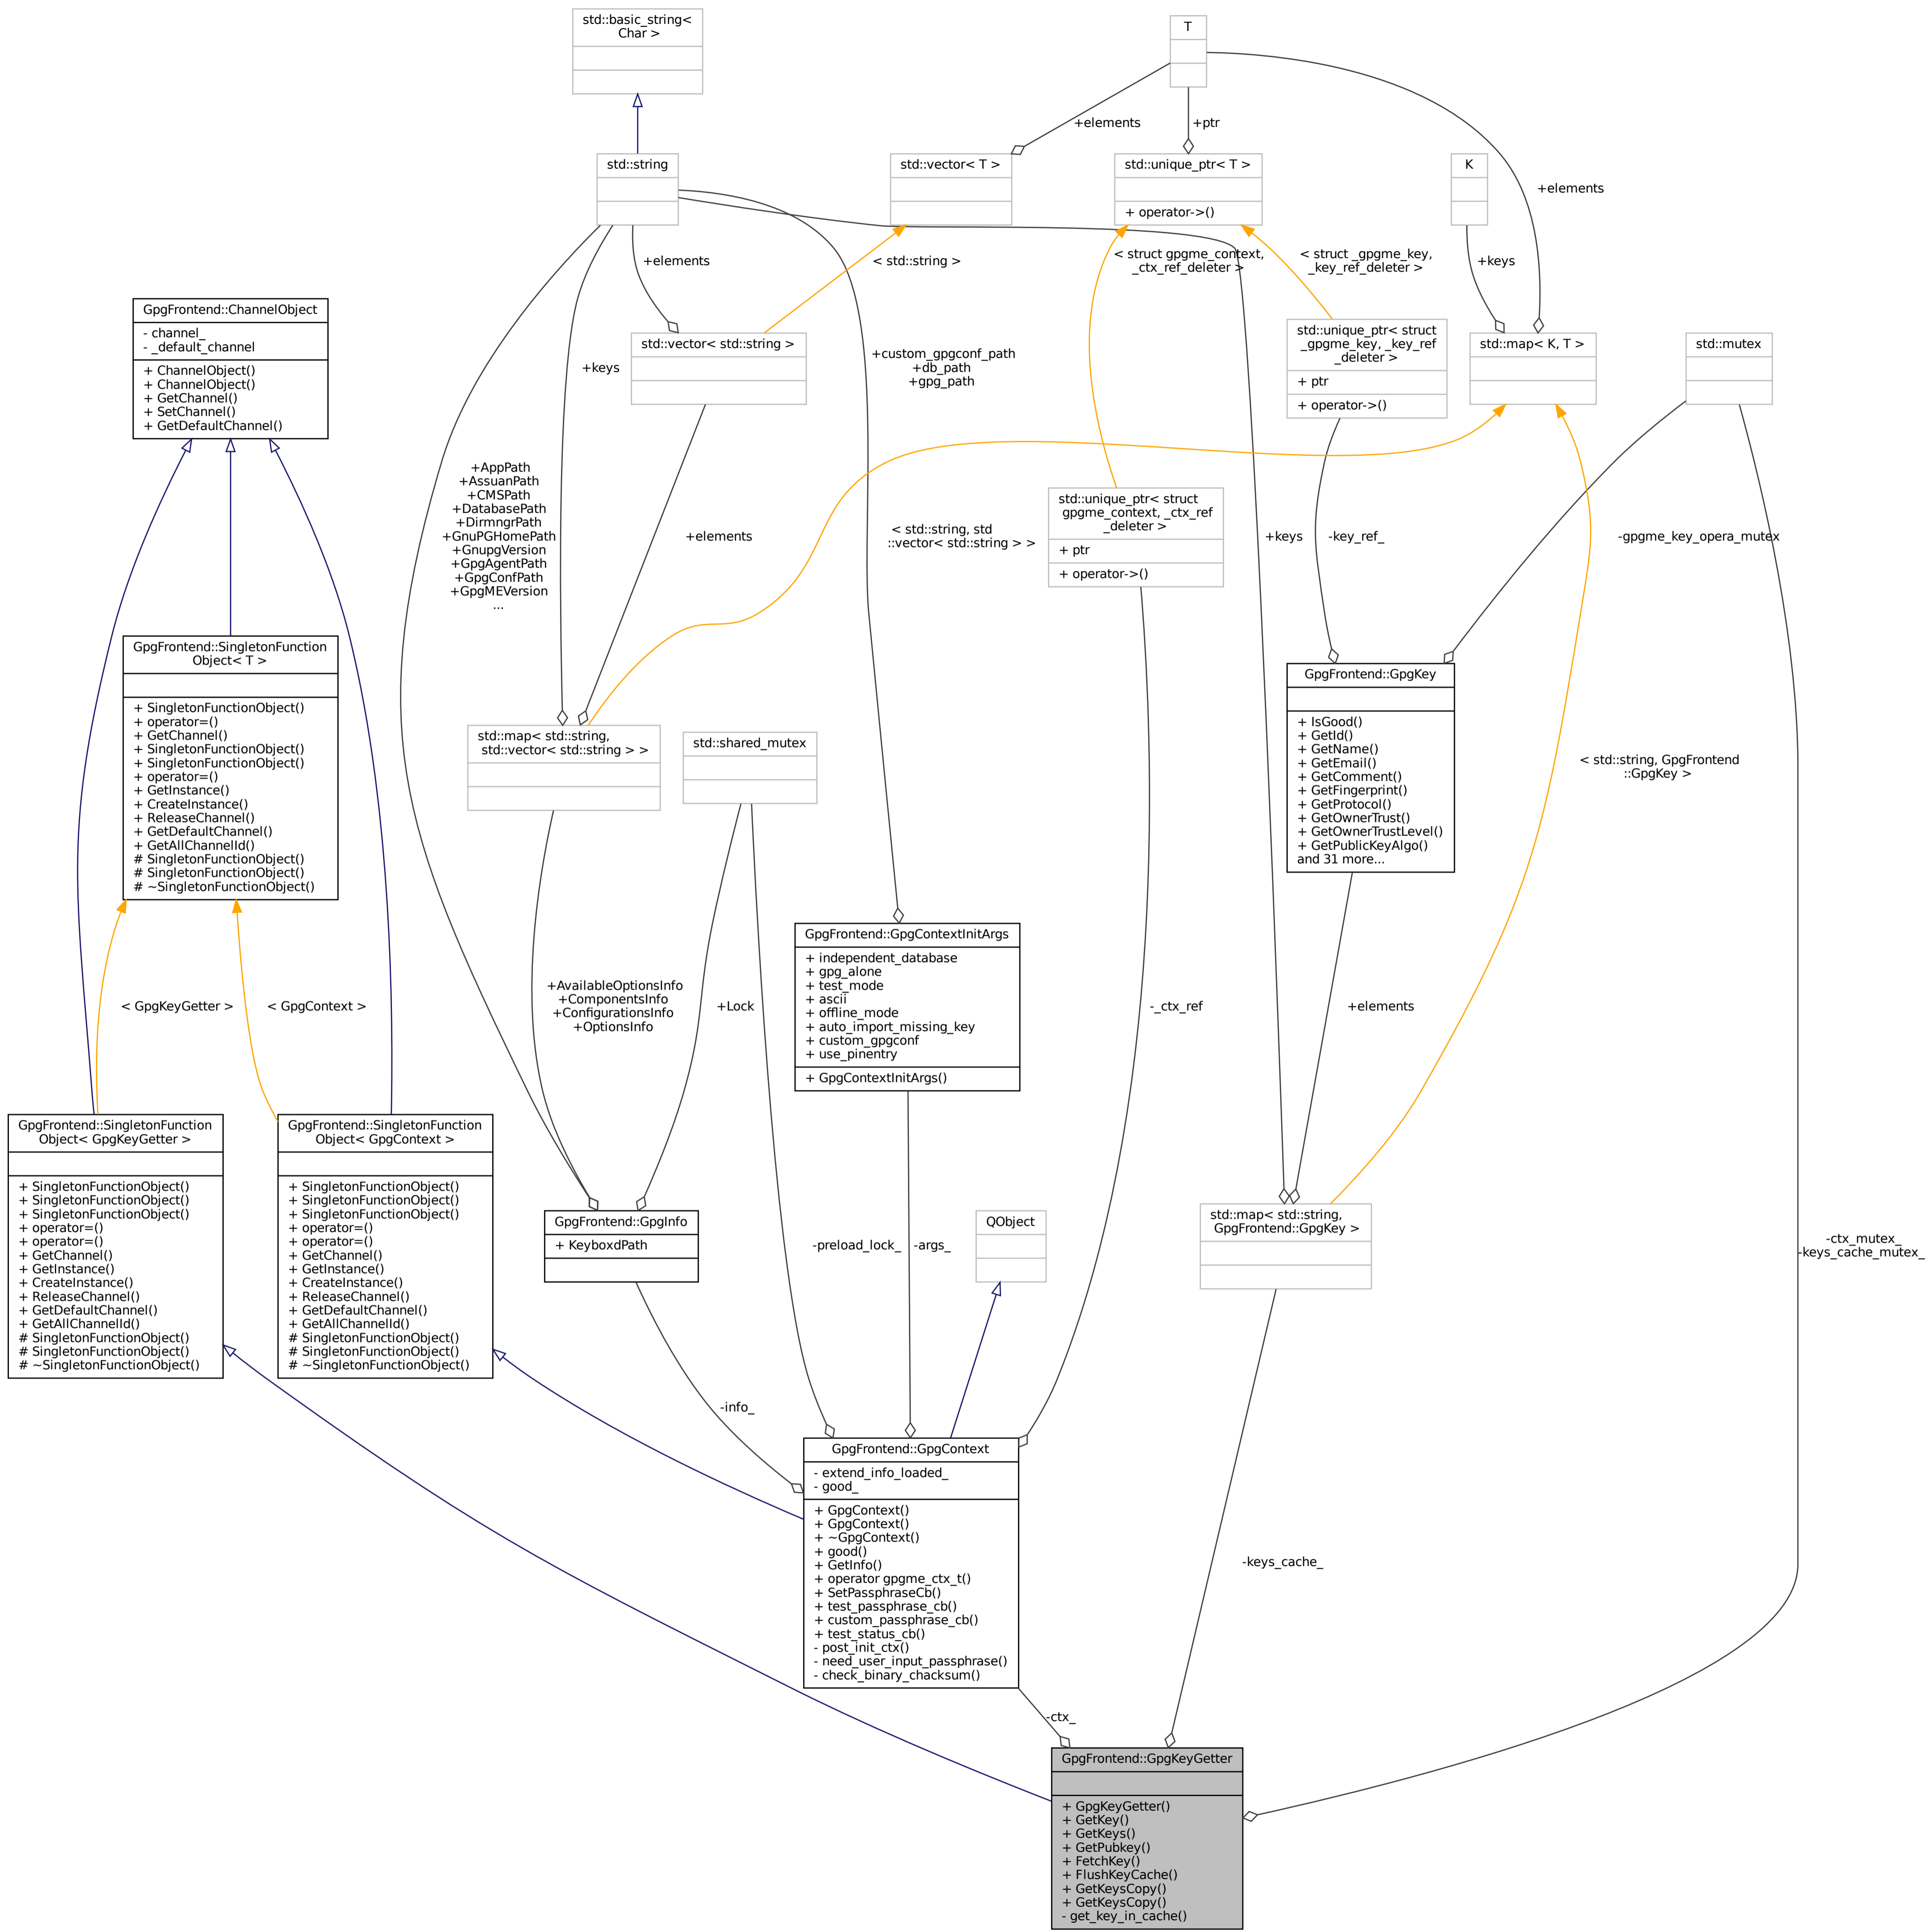 std::basic_string<
Char >
T
+elements
+ptr
std::string
std::vector< T >
std::unique_ptr< T >
+ operator->()
K
+elements
+elements
< std::string >
< struct gpgme_context,
_ctx_ref_deleter >
< struct _gpgme_key,
_key_ref_deleter >
+keys
GpgFrontend::ChannelObject
- channel_
- _default_channel
+ ChannelObject()
+ ChannelObject()
+ GetChannel()
+ SetChannel()
+ GetDefaultChannel()
+keys
std::vector< std::string >
+custom_gpgconf_path
+db_path
+gpg_path
std::unique_ptr< struct
_gpgme_key, _key_ref
_deleter >
+ ptr
+ operator->()
std::map< K, T >
std::mutex
+AppPath
+AssuanPath
+CMSPath
+DatabasePath
+DirmngrPath
+GnuPGHomePath
+GnupgVersion
+GpgAgentPath
+GpgConfPath
+GpgMEVersion
...
+elements
< std::string, std
::vector< std::string > >
std::unique_ptr< struct
gpgme_context, _ctx_ref
_deleter >
+ ptr
+ operator->()
+keys
-key_ref_
-gpgme_key_opera_mutex
GpgFrontend::SingletonFunction
Object< T >
+ SingletonFunctionObject()
+ operator=()
+ GetChannel()
+ SingletonFunctionObject()
+ SingletonFunctionObject()
+ operator=()
+ GetInstance()
+ CreateInstance()
+ ReleaseChannel()
+ GetDefaultChannel()
+ GetAllChannelId()
# SingletonFunctionObject()
# SingletonFunctionObject()
# ~SingletonFunctionObject()
std::map< std::string,
std::vector< std::string > >
std::shared_mutex
GpgFrontend::GpgKey
+ IsGood()
+ GetId()
+ GetName()
+ GetEmail()
+ GetComment()
+ GetFingerprint()
+ GetProtocol()
+ GetOwnerTrust()
+ GetOwnerTrustLevel()
+ GetPublicKeyAlgo()
and 31 more...
< std::string, GpgFrontend
::GpgKey >
< GpgKeyGetter >
< GpgContext >
+AvailableOptionsInfo
+ComponentsInfo
+ConfigurationsInfo
+OptionsInfo
+Lock
GpgFrontend::GpgContextInitArgs
+ independent_database
+ gpg_alone
+ test_mode
+ ascii
+ offline_mode
+ auto_import_missing_key
+ custom_gpgconf
+ use_pinentry
+ GpgContextInitArgs()
-_ctx_ref
+elements
GpgFrontend::SingletonFunction
Object< GpgKeyGetter >
+ SingletonFunctionObject()
+ SingletonFunctionObject()
+ SingletonFunctionObject()
+ operator=()
+ operator=()
+ GetChannel()
+ GetInstance()
+ CreateInstance()
+ ReleaseChannel()
+ GetDefaultChannel()
+ GetAllChannelId()
# SingletonFunctionObject()
# SingletonFunctionObject()
# ~SingletonFunctionObject()
GpgFrontend::SingletonFunction
Object< GpgContext >
+ SingletonFunctionObject()
+ SingletonFunctionObject()
+ SingletonFunctionObject()
+ operator=()
+ operator=()
+ GetChannel()
+ GetInstance()
+ CreateInstance()
+ ReleaseChannel()
+ GetDefaultChannel()
+ GetAllChannelId()
# SingletonFunctionObject()
# SingletonFunctionObject()
# ~SingletonFunctionObject()
GpgFrontend::GpgInfo
+ KeyboxdPath
-preload_lock_
-args_
QObject
std::map< std::string,
GpgFrontend::GpgKey >
-ctx_mutex_
-keys_cache_mutex_
-info_
GpgFrontend::GpgContext
- extend_info_loaded_
- good_
+ GpgContext()
+ GpgContext()
+ ~GpgContext()
+ good()
+ GetInfo()
+ operator gpgme_ctx_t()
+ SetPassphraseCb()
+ test_passphrase_cb()
+ custom_passphrase_cb()
+ test_status_cb()
- post_init_ctx()
- need_user_input_passphrase()
- check_binary_chacksum()
-keys_cache_
-ctx_
GpgFrontend::GpgKeyGetter
+ GpgKeyGetter()
+ GetKey()
+ GetKeys()
+ GetPubkey()
+ FetchKey()
+ FlushKeyCache()
+ GetKeysCopy()
+ GetKeysCopy()
- get_key_in_cache()